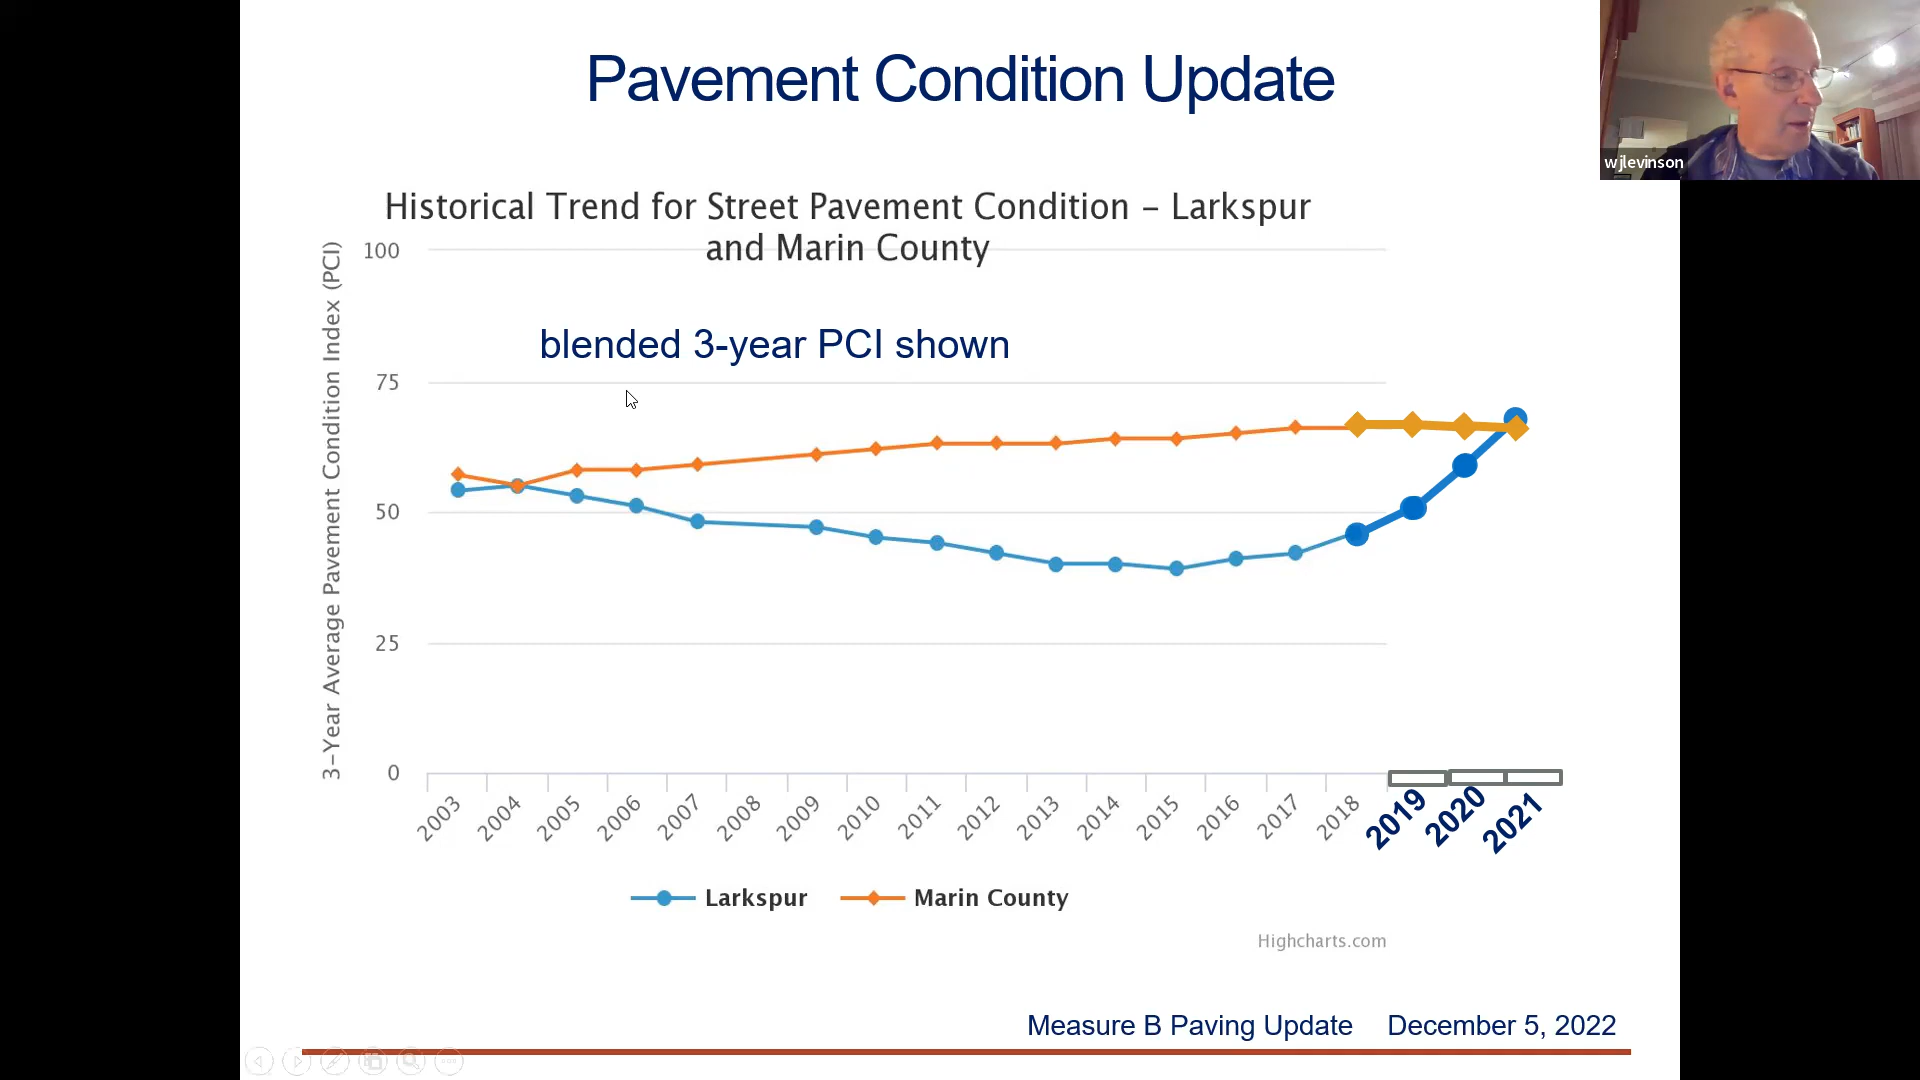 Pavement Condition Update
wjlevinson
Historical Trend for Street Pavement Condition – Larkspur
and Marin County
3-Year Average Pavement Condition Index (PCI)
100
blended 3-year PCI shown
75
50
25
0
2003
2004
2005
2006
2007
2008
2009
2010
2011
2012
2013
2014
2015
2016
2017
2018
2019
2020
2021
Larkspur
Marin County
Highcharts.com
Measure B Paving Update December 5, 2022